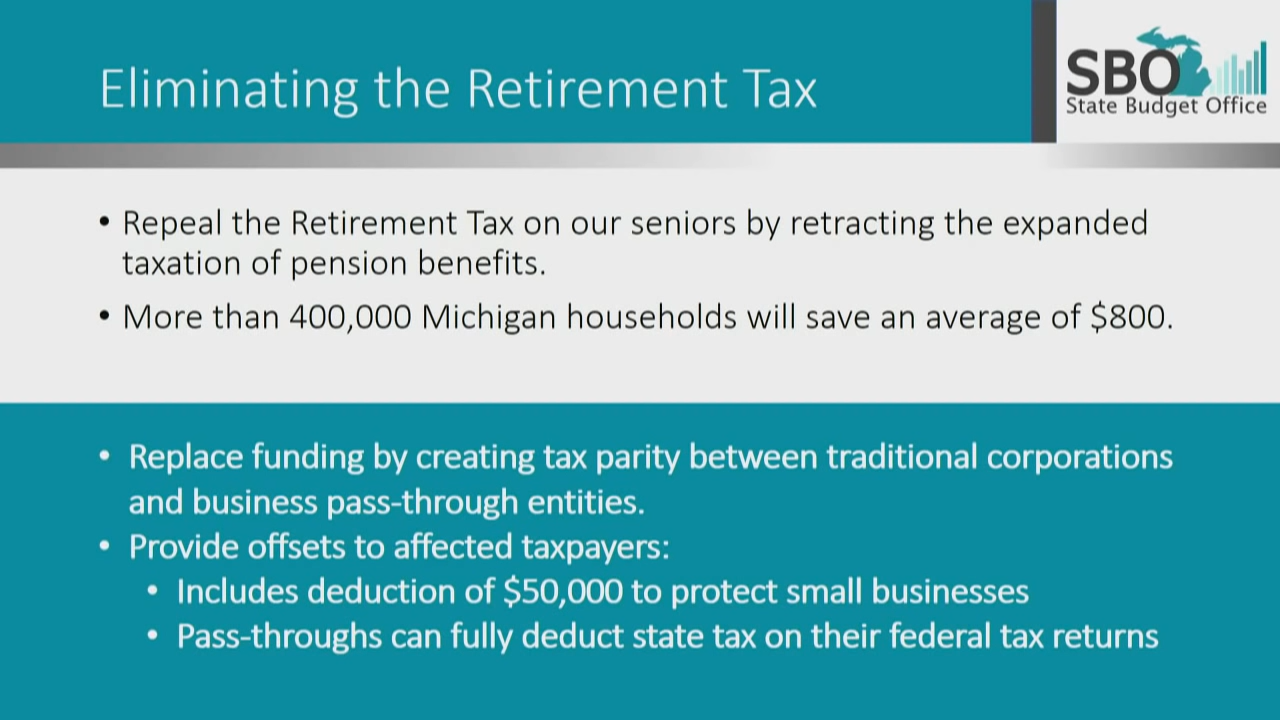 Eliminating the Retirement Tax
SBO
State Budget Office
• Repeal the Retirement Tax on our seniors by retracting the expanded
taxation of pension benefits.
• More than 400,000 Michigan households will save an average of $800.
• Replace funding by creating tax parity between traditional corporations
and business pass-through entities.
• Provide offsets to affected taxpayers:
• Includes deduction of $50,000 to protect small businesses
• Pass-throughs can fully deduct state tax on their federal tax returns